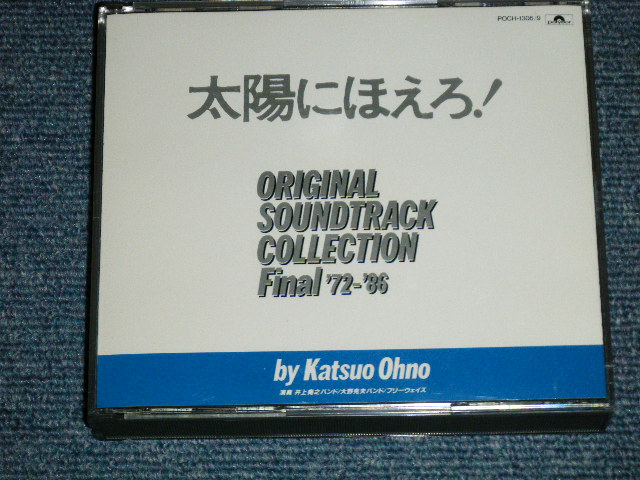 POCH-1308/9
polydor
太陽にほえろ!
ORIGINAL
SOUNDTRACK
COLLECTION
Final '72-'86
by Katsuo Ohno
演奏 井上堯之バンド/大野克夫バンド/フリーウェイズ